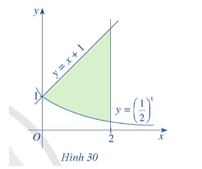 y
y = x + 1
1
y = (1/2)^x
O
2
x
Hình 30